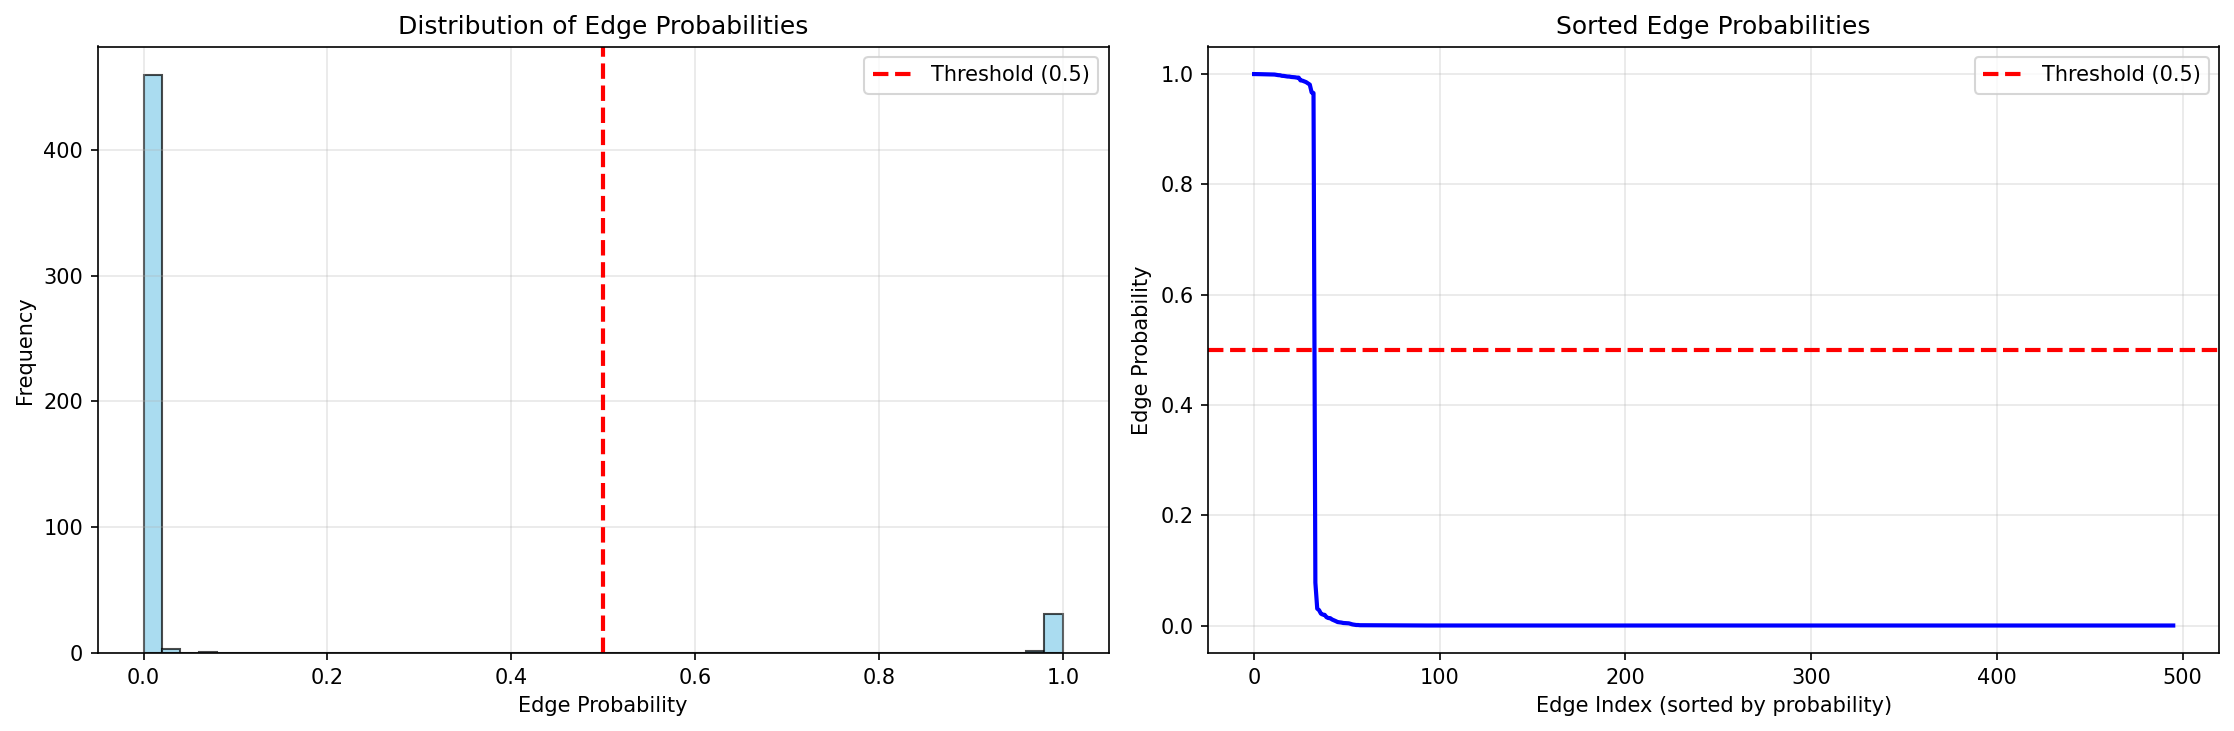 Distribution of Edge Probabilities
Threshold (0.5)
400
300
200
100
0
Frequency
0.0 0.2 0.4 0.6 0.8 1.0
Edge Probability
Sorted Edge Probabilities
Threshold (0.5)
1.0
0.8
0.6
0.4
0.2
0.0
Edge Probability
0 100 200 300 400 500
Edge Index (sorted by probability)